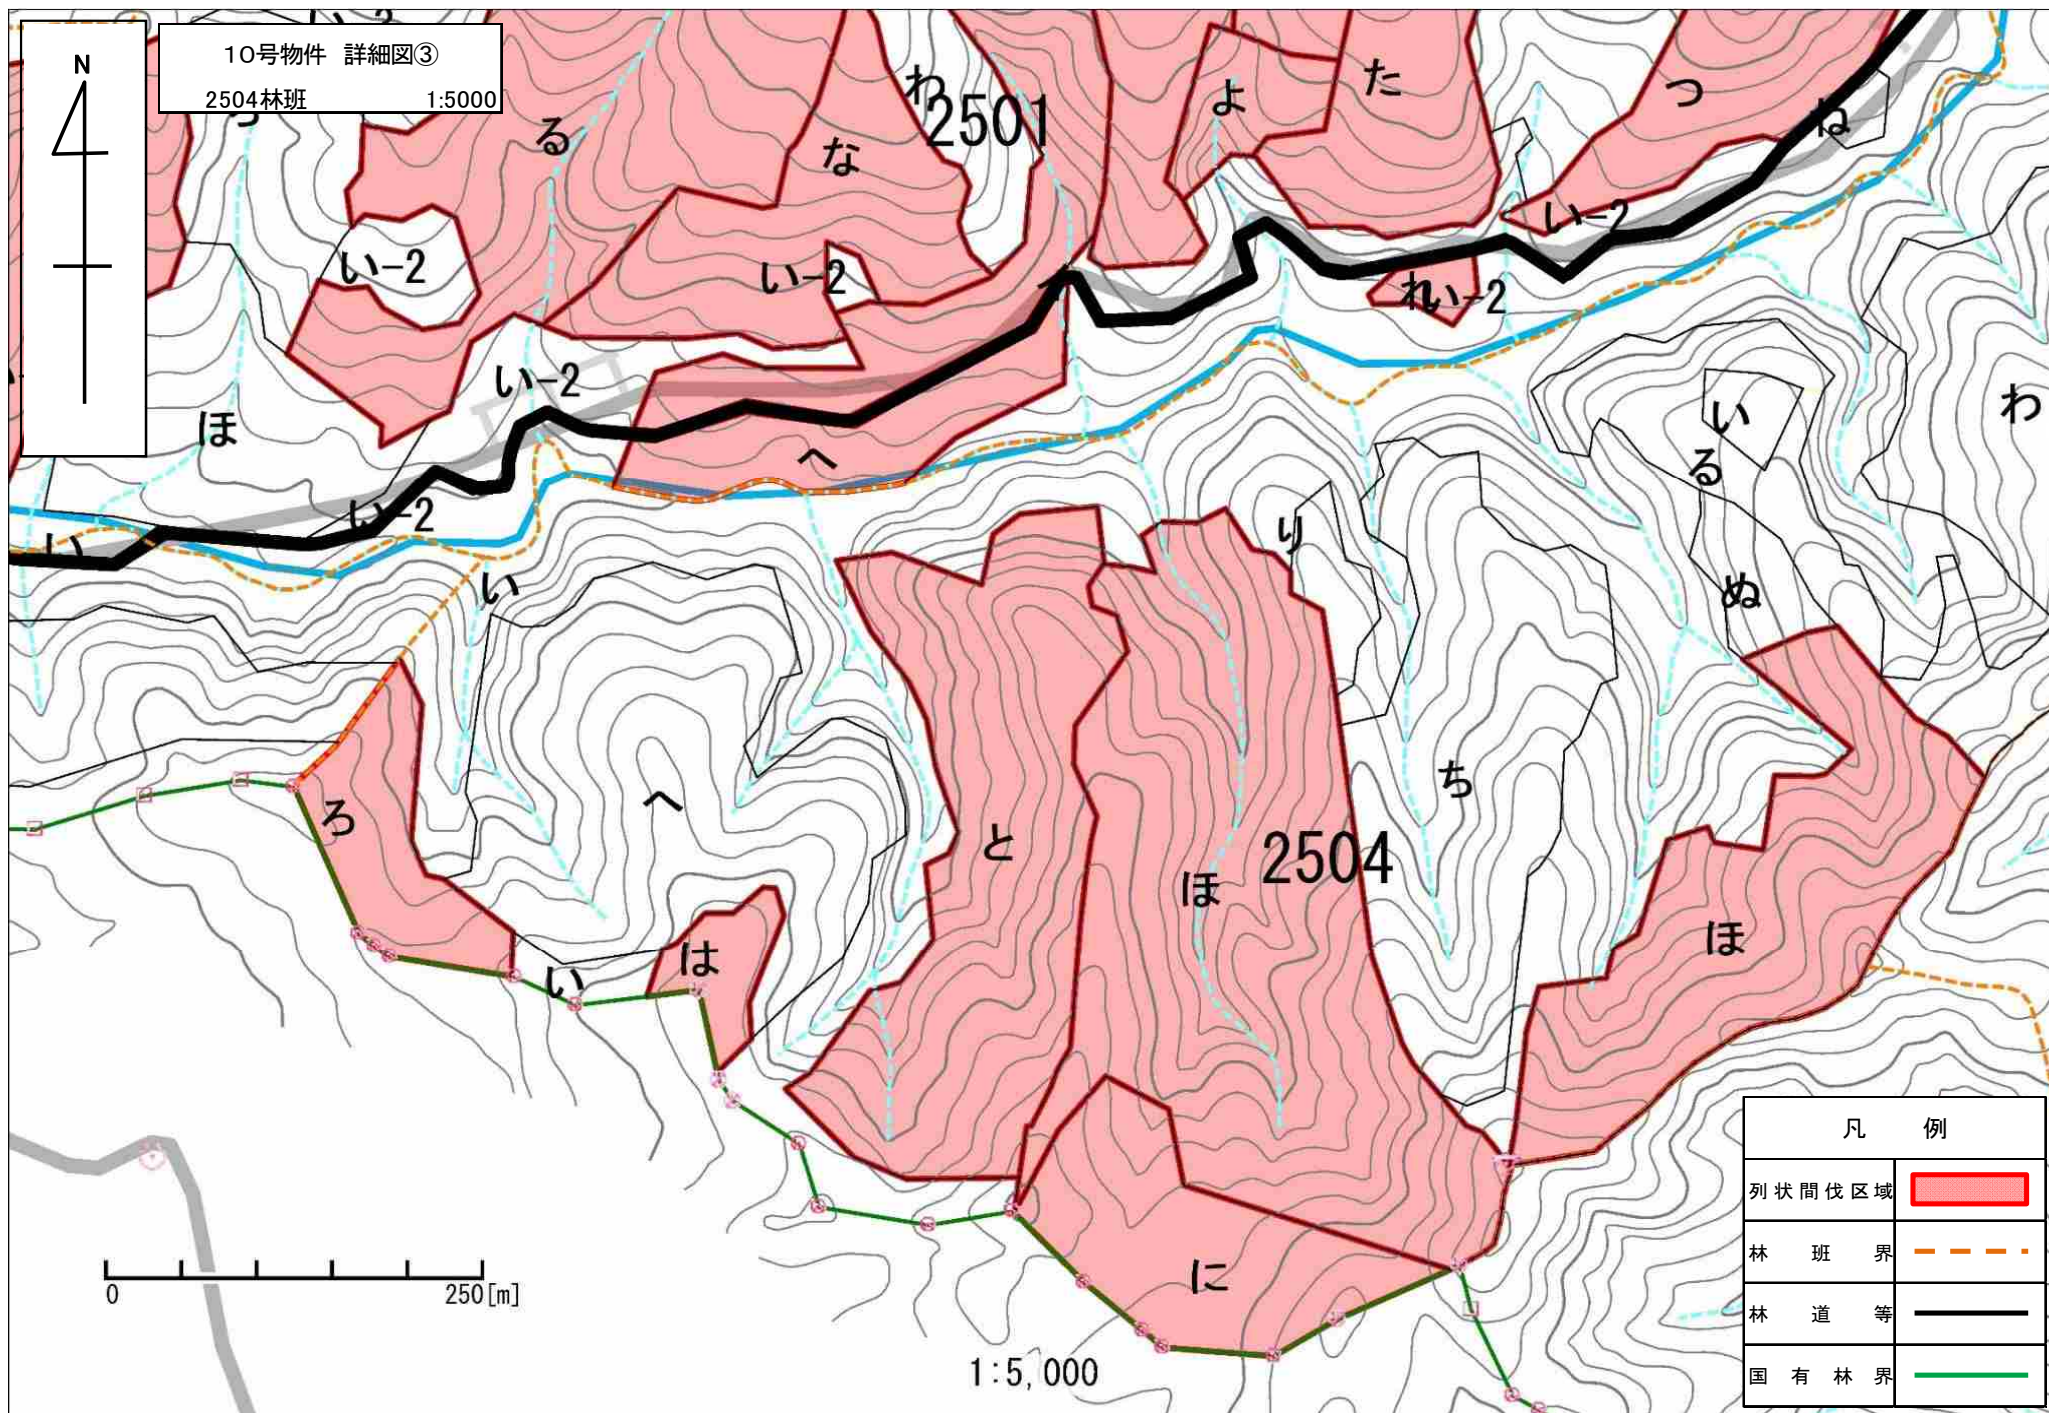 N
10号物件 詳細図③
2504林班 1:5000
い-2
わ
2501
よ
た
つ
ね
る
な
い-2
い-2
い-2
れ
い-2
い-2
ほ
へ
い-2
い
い
り
い
る
わ
ぬ
ろ
へ
と
ほ
2504
ち
ほ
は
い
に
0 250[m]
1:5,000
凡 例
列状間伐区域
林 班 界
林 道 等
国 有 林 界